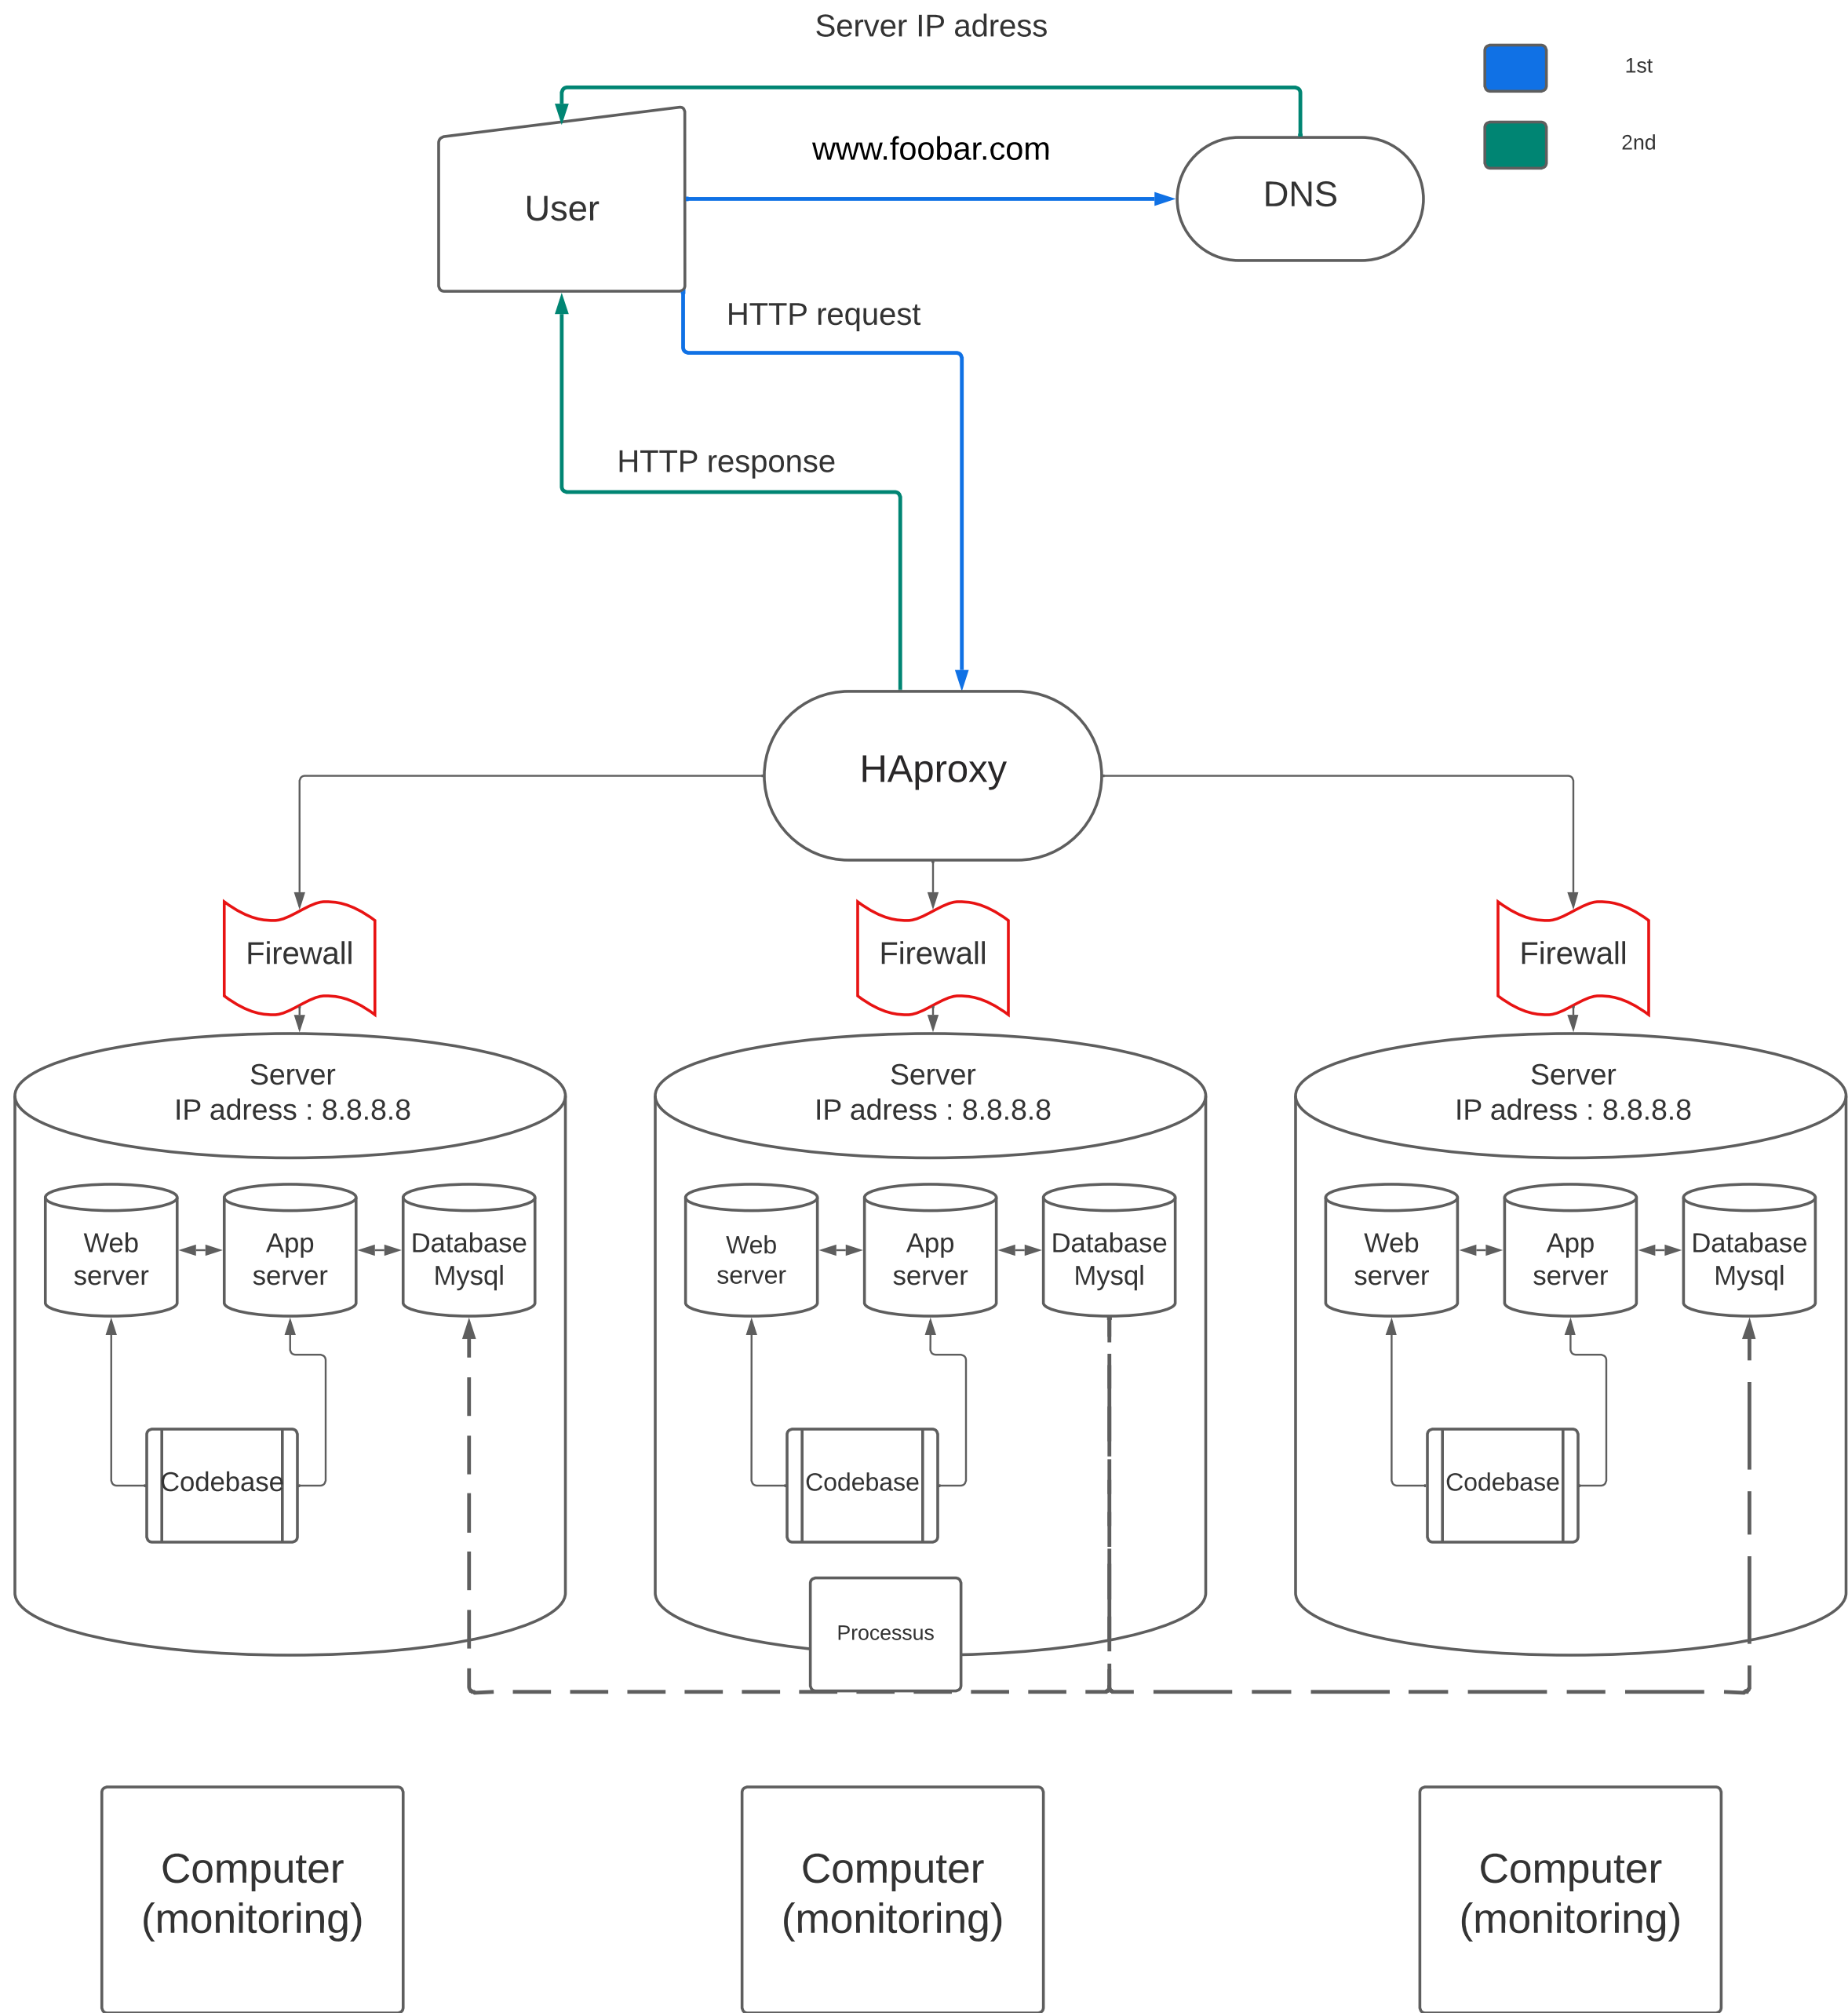 Server IP adress
1st
www.foobar.com
2nd
User
DNS
HTTP request
HTTP response
HAproxy
Firewall
Firewall
Firewall
Server
IP adress : 8.8.8.8
Server
IP adress : 8.8.8.8
Server
IP adress : 8.8.8.8
Web
server
App
server
Database
Mysql
Web
server
App
server
Database
Mysql
Web
server
App
server
Database
Mysql
Codebase
Codebase
Codebase
Processus
Computer
(monitoring)
Computer
(monitoring)
Computer
(monitoring)